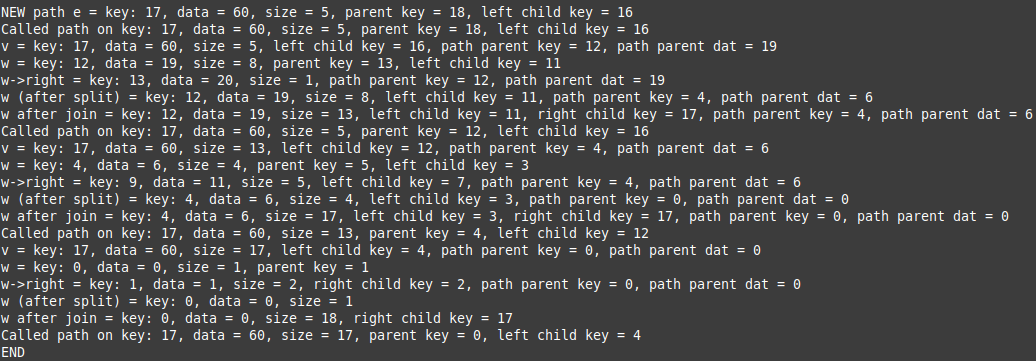 NEW path e = key: 17, data = 60, size = 5, parent key = 18, left child key = 16
Called path on key: 17, data = 60, size = 5, parent key = 18, left child key = 16
v = key: 17, data = 60, size = 5, left child key = 16, path parent key = 12, path parent dat = 19
w = key: 12, data = 19, size = 8, parent key = 13, left child key = 11
w->right = key: 13, data = 20, size = 1, path parent key = 12, path parent dat = 19
w (after split) = key: 12, data = 19, size = 8, left child key = 11, path parent key = 4, path parent dat = 6
w after join = key: 12, data = 19, size = 13, left child key = 11, right child key = 17, path parent key = 4, path parent dat = 6
Called path on key: 17, data = 60, size = 5, parent key = 12, left child key = 16
v = key: 17, data = 60, size = 13, left child key = 12, path parent key = 4, path parent dat = 6
w = key: 4, data = 6, size = 4, parent key = 5, left child key = 3
w->right = key: 9, data = 11, size = 5, left child key = 7, path parent key = 4, path parent dat = 6
w (after split) = key: 4, data = 6, size = 4, left child key = 3, path parent key = 0, path parent dat = 0
w after join = key: 4, data = 6, size = 17, left child key = 3, right child key = 17, path parent key = 0, path parent dat = 0
Called path on key: 17, data = 60, size = 13, parent key = 4, left child key = 12
v = key: 17, data = 60, size = 17, left child key = 4, path parent key = 0, path parent dat = 0
w = key: 0, data = 0, size = 1, parent key = 1
w->right = key: 1, data = 1, size = 2, right child key = 2, path parent key = 0, path parent dat = 0
w (after split) = key: 0, data = 0, size = 1
w after join = key: 0, data = 0, size = 18, right child key = 17
Called path on key: 17, data = 60, size = 17, parent key = 0, left child key = 4
END